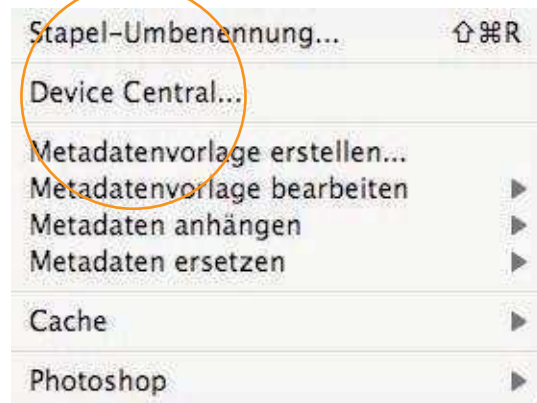 Stapel-Umbenennung... ⇧⌘R
Device Central...
Metadatenvorlage erstellen...
Metadatenvorlage bearbeiten
Metadaten anhängen
Metadaten ersetzen
Cache
Photoshop